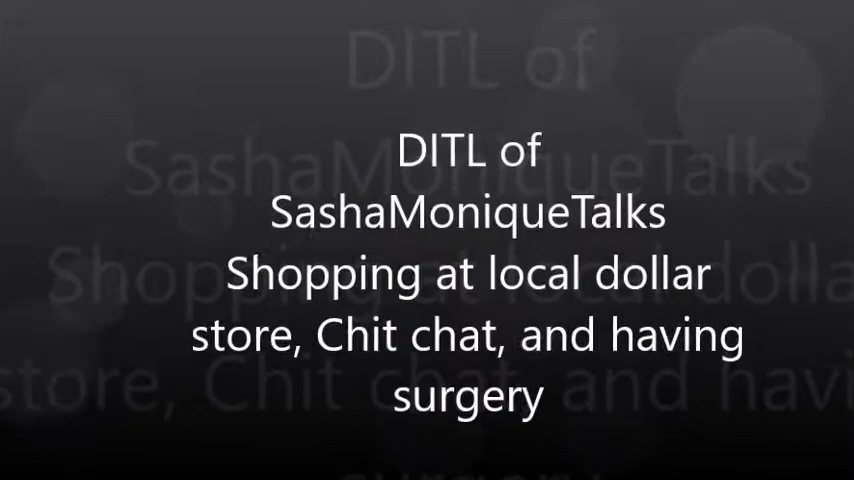 DITL of
SashaMoniqueTalks
Shopping at local dollar
store, Chit chat, and having
surgery